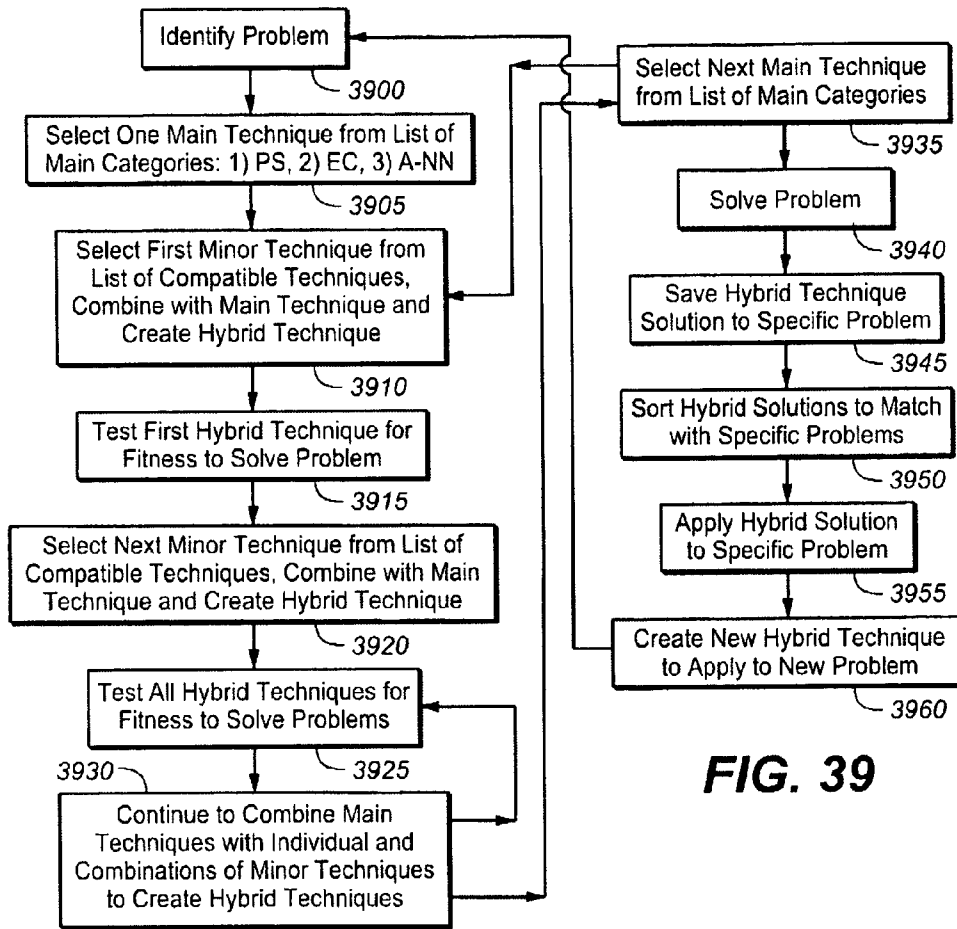 Identify Problem
3900
Select One Main Technique from List of
Main Categories: 1) PS, 2) EC, 3) A-NN
3905
Select First Minor Technique from
List of Compatible Techniques,
Combine with Main Technique and
Create Hybrid Technique
3910
Test First Hybrid Technique for
Fitness to Solve Problem
3915
Select Next Minor Technique from List of
Compatible Techniques, Combine with Main
Technique and Create Hybrid Technique
3920
Test All Hybrid Techniques for
Fitness to Solve Problems
3925
3930
Continue to Combine Main
Techniques with Individual and
Combinations of Minor Techniques
to Create Hybrid Techniques
Select Next Main Technique
from List of Main Categories
3935
Solve Problem
3940
Save Hybrid Technique
Solution to Specific Problem
3945
Sort Hybrid Solutions to Match
with Specific Problems
3950
Apply Hybrid Solution
to Specific Problem
3955
Create New Hybrid Technique
to Apply to New Problem
3960
FIG. 39